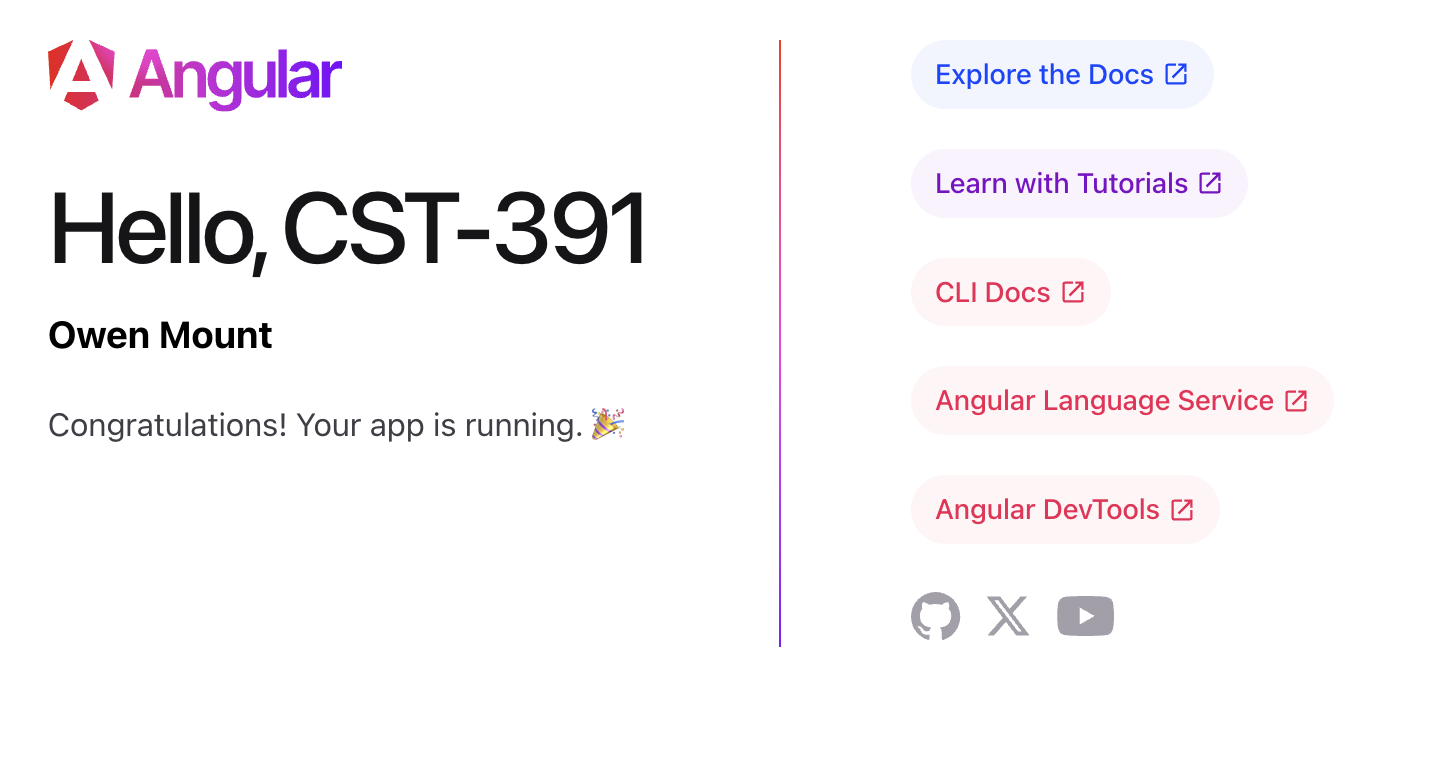 Angular
Hello, CST-391
Owen Mount
Congratulations! Your app is running. 🎉
Explore the Docs
Learn with Tutorials
CLI Docs
Angular Language Service
Angular DevTools